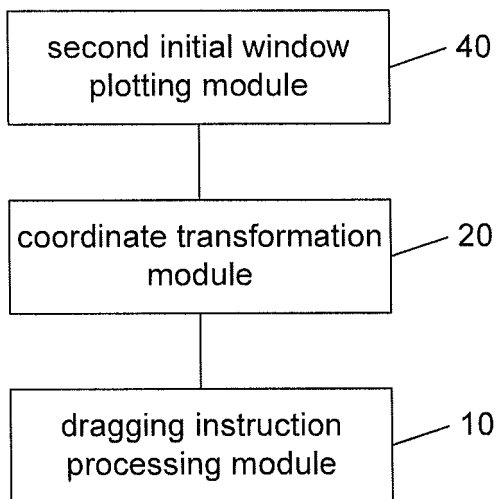 second initial window
plotting module
40
coordinate transformation
module
20
dragging instruction
processing module
10